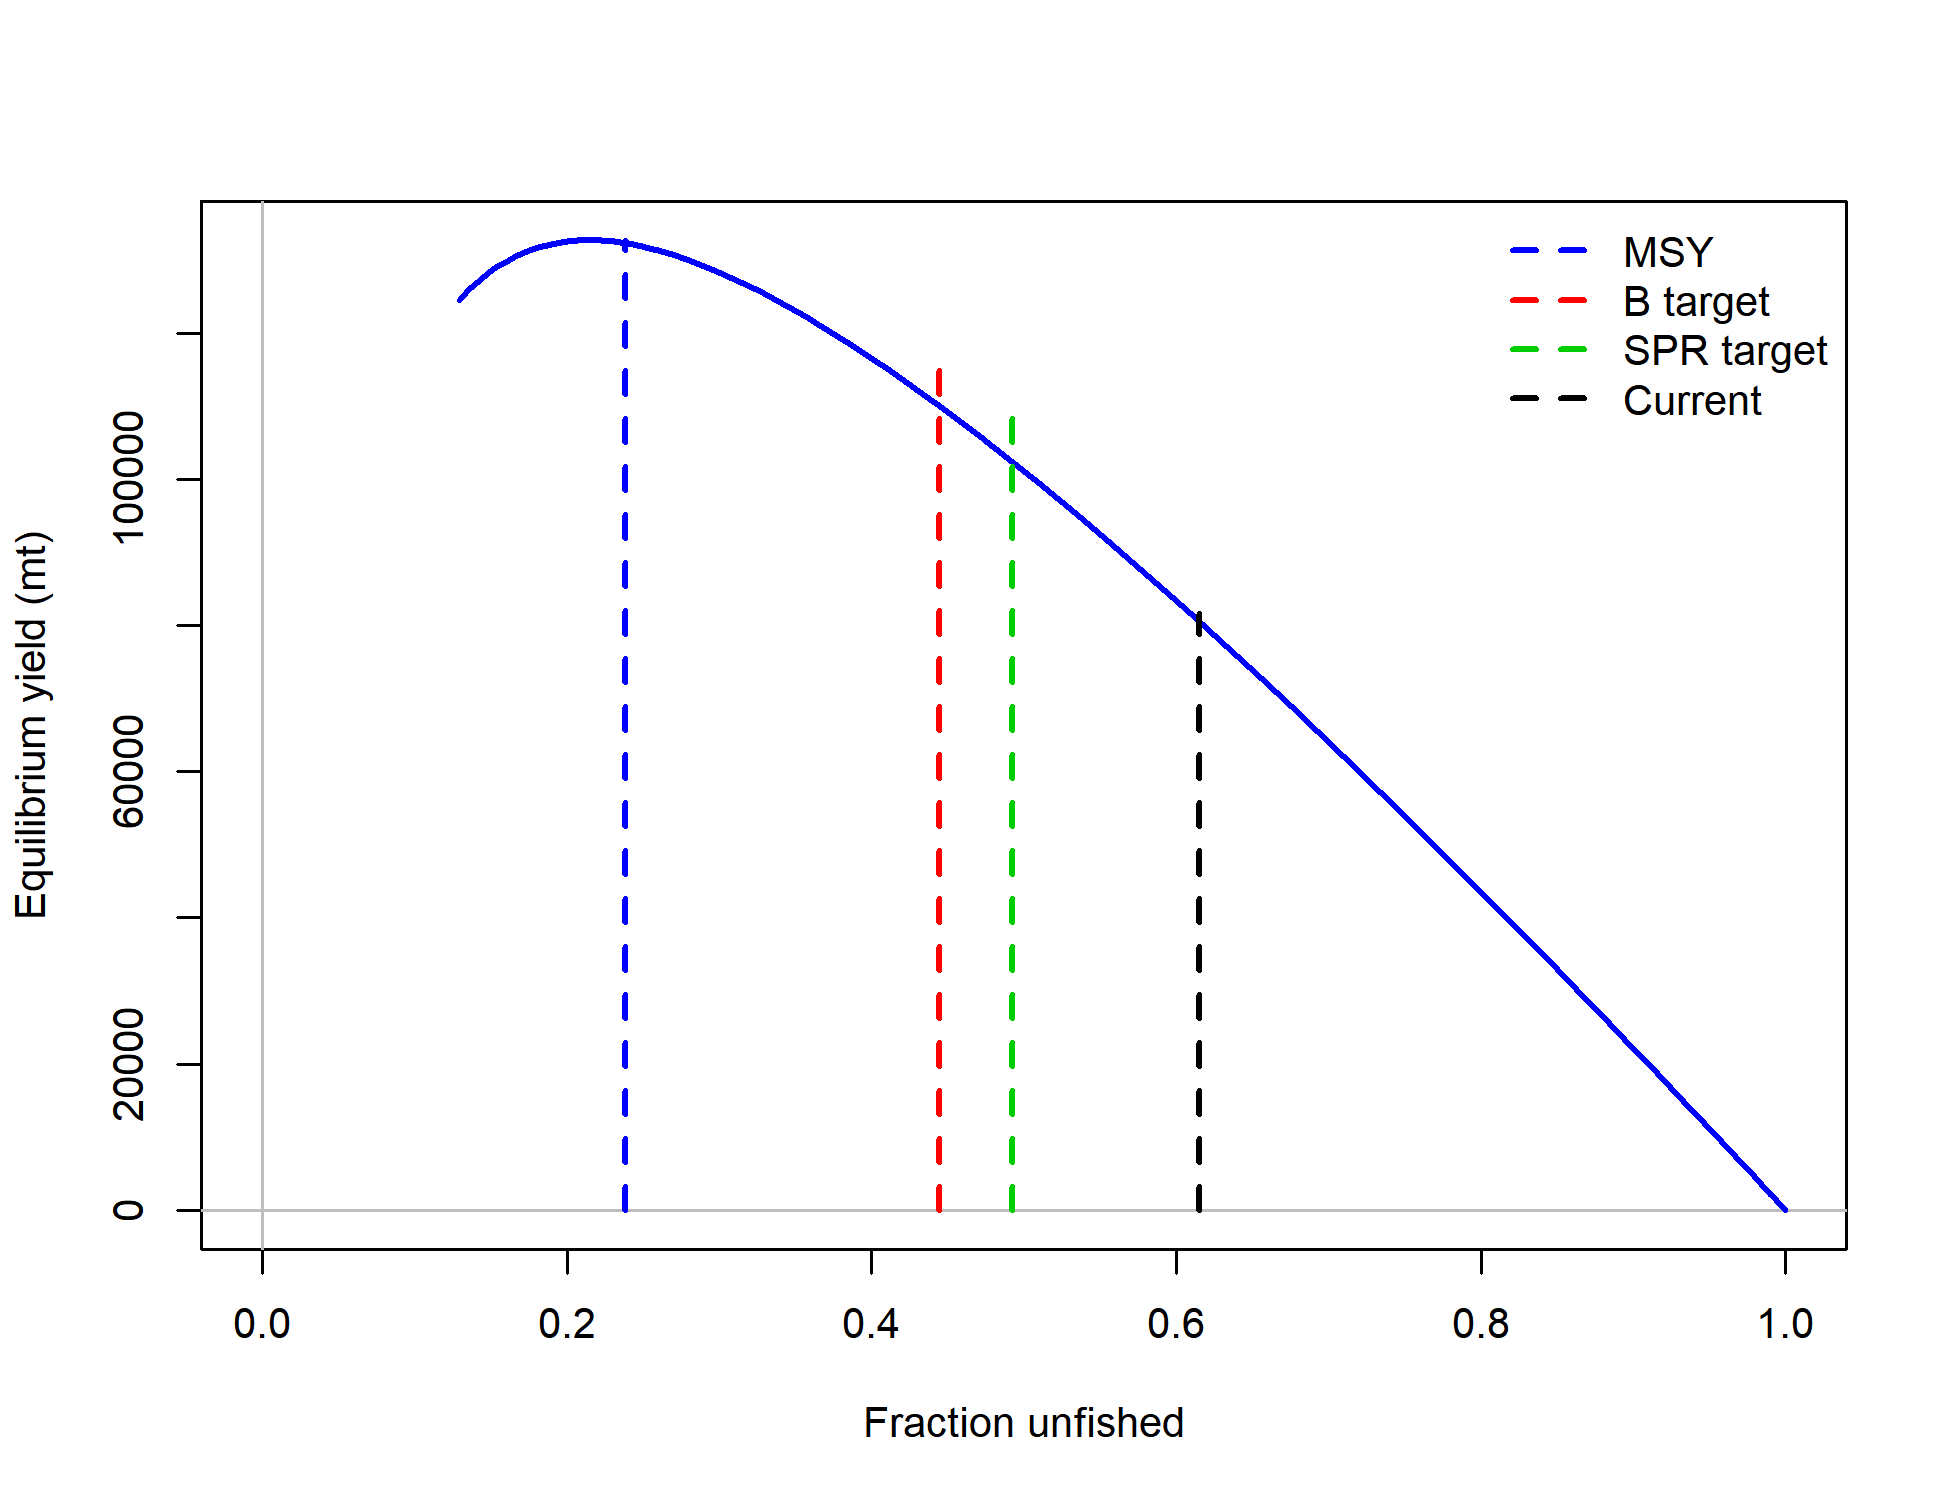 MSY
B target
SPR target
Current
Equilibrium yield (mt)
100000
60000
20000
0
0.0 0.2 0.4 0.6 0.8 1.0
Fraction unfished